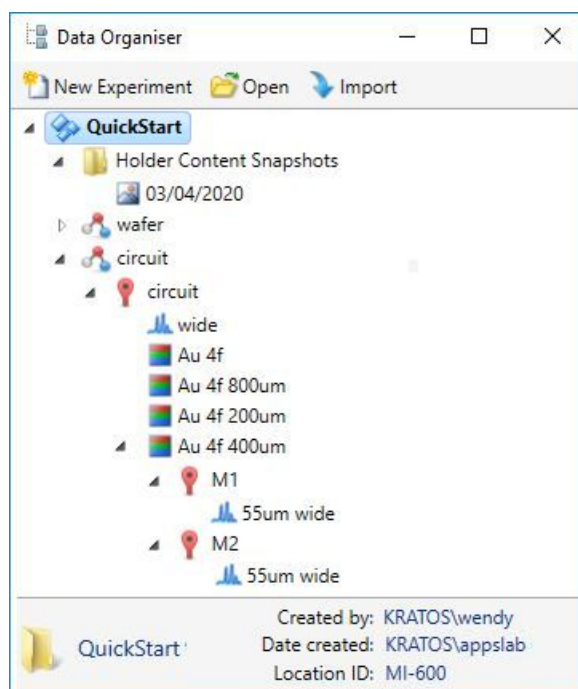 Data Organiser
New Experiment Open Import
QuickStart
Holder Content Snapshots
03/04/2020
wafer
circuit
circuit
wide
Au 4f
Au 4f 800um
Au 4f 200um
Au 4f 400um
M1
55um wide
M2
55um wide
QuickStart
Created by: KRATOS\wendy
Date created: KRATOS\appslab
Location ID: MI-600